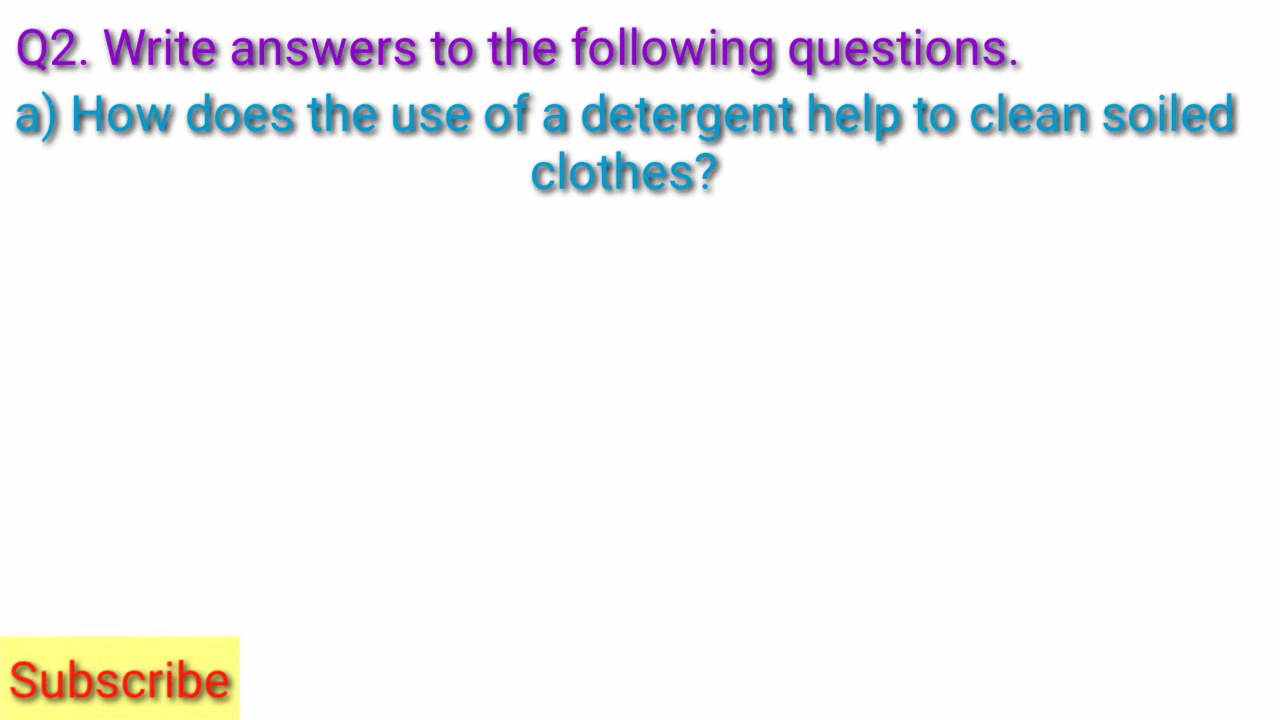 Q2. Write answers to the following questions.
a) How does the use of a detergent help to clean soiled
clothes?
Subscribe